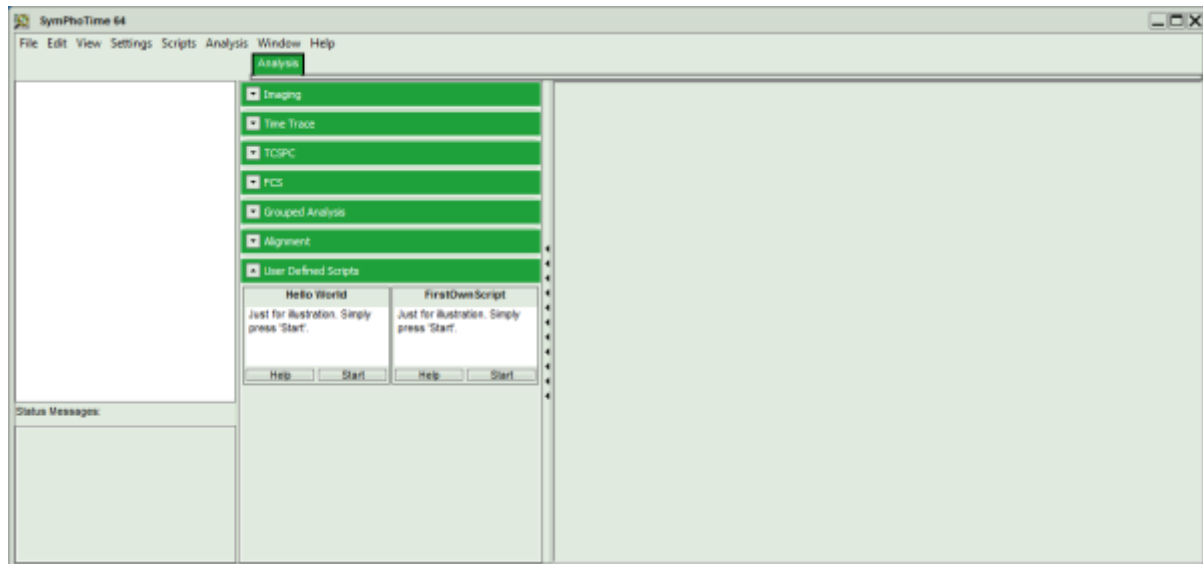 SymPhoTime 64
File Edit View Settings Scripts Analysis Window Help
Analysis
Imaging
Time Trace
TCSPC
FCS
Grouped Analysis
Alignment
User Defined Scripts
Hello World
Just for illustration. Simply
press 'Start'.
Help Start
FirstOwnScript
Just for illustration. Simply
press 'Start'.
Help Start
Status Messages: